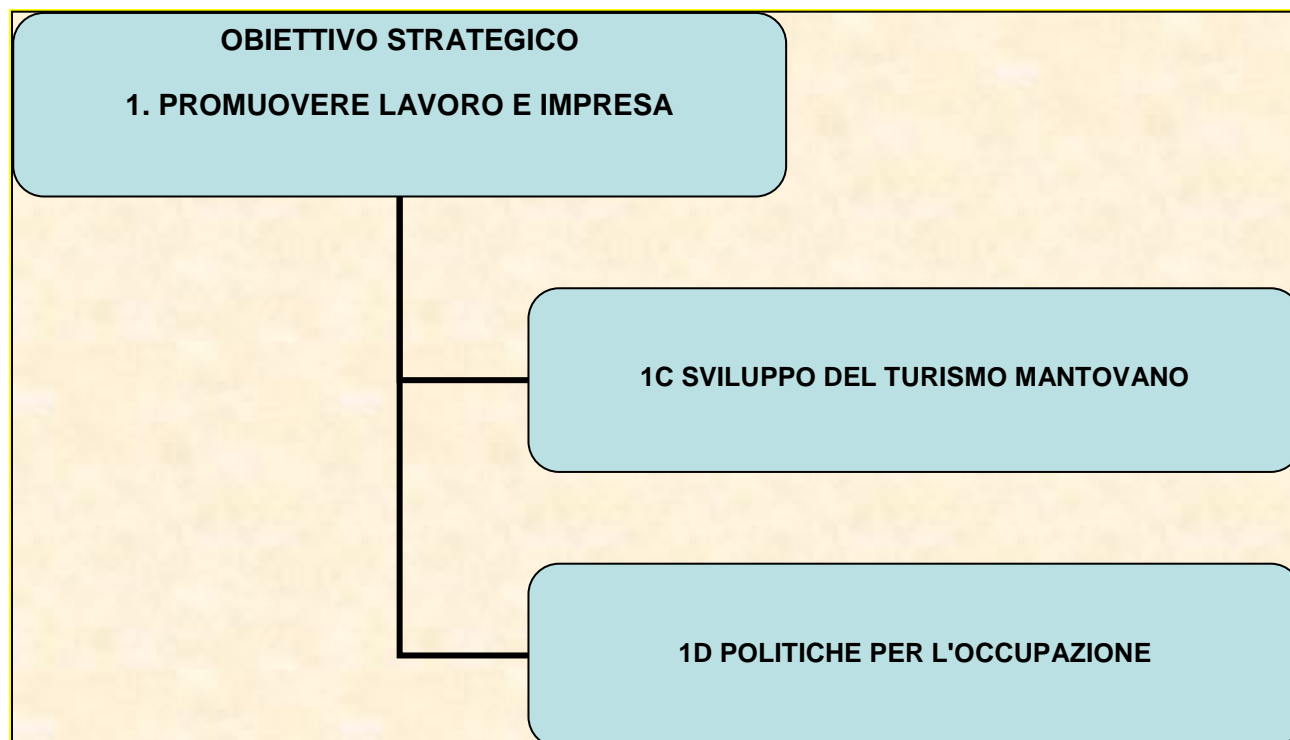 OBIETTIVO STRATEGICO
1. PROMUOVERE LAVORO E IMPRESA
1C SVILUPPO DEL TURISMO MANTOVANO
1D POLITICHE PER L'OCCUPAZIONE